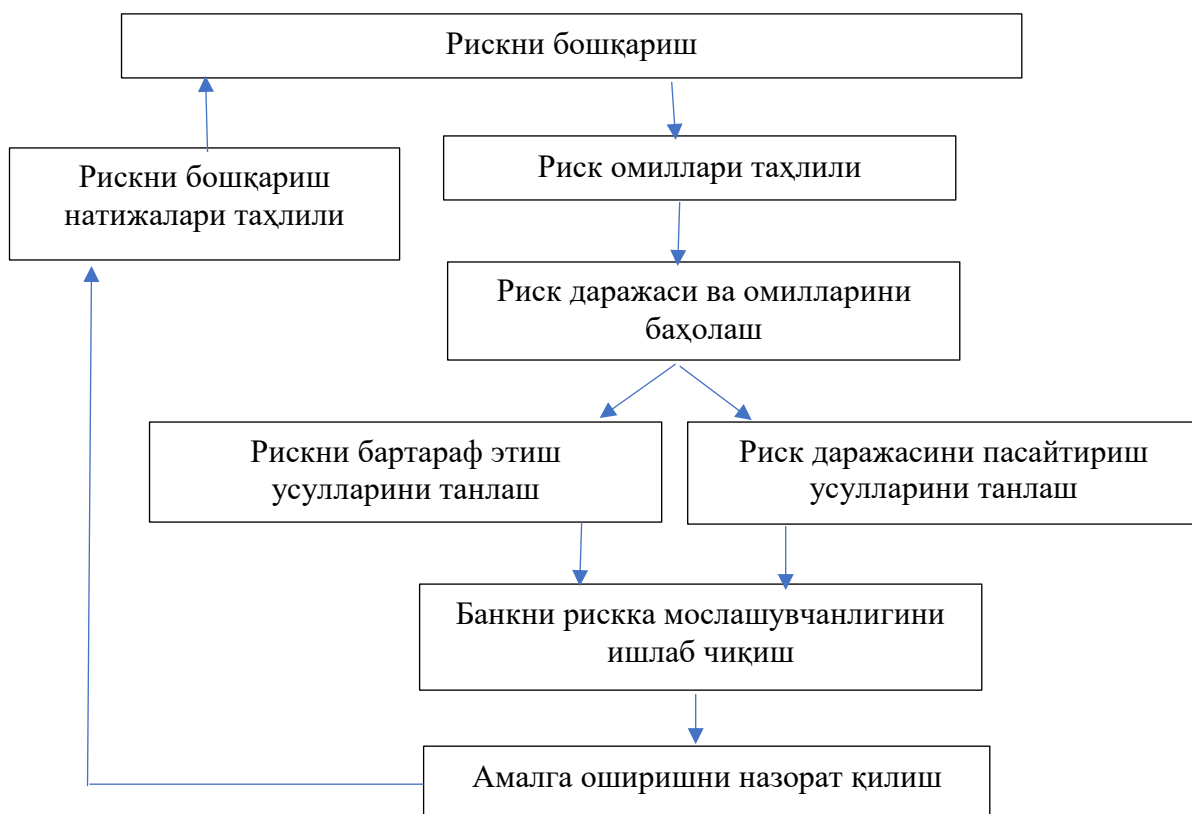 Рискни бошқариш
Риск омиллари таҳлили
Рискни бошқариш
натижалари таҳлили
Риск даражаси ва омилларини
баҳолаш
Рискни бартараф этиш
усулларини танлаш
Риск даражасини пасайтириш
усулларини танлаш
Банкни рискка мослашувчанлигини
ишлаб чиқиш
Амалга оширишни назорат қилиш